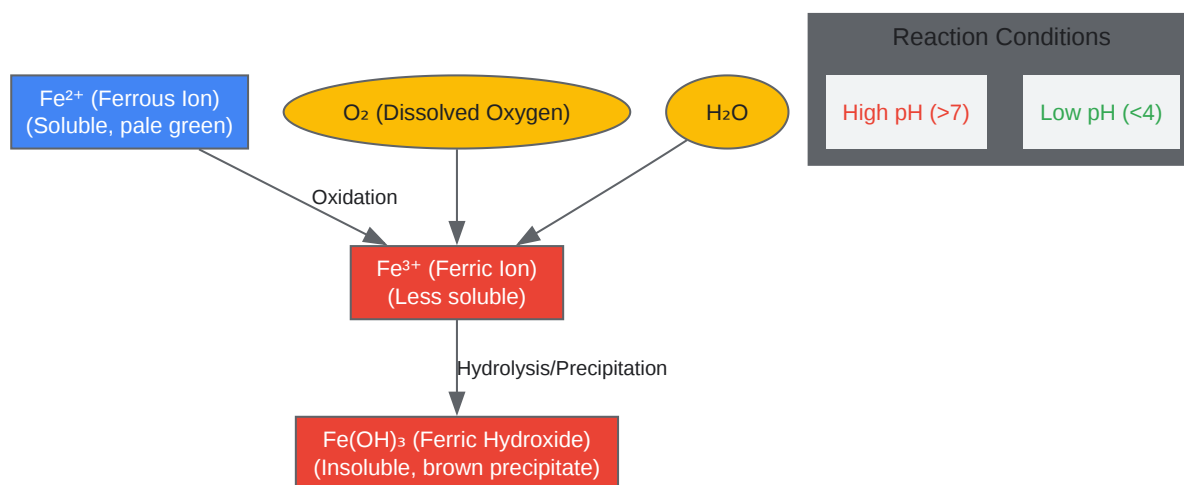 Reaction Conditions
Fe²⁺ (Ferrous Ion)
(Soluble, pale green)
O₂ (Dissolved Oxygen)
H₂O
High pH (>7)
Low pH (<4)
Oxidation
Fe³⁺ (Ferric Ion)
(Less soluble)
Hydrolysis/Precipitation
Fe(OH)₃ (Ferric Hydroxide)
(Insoluble, brown precipitate)